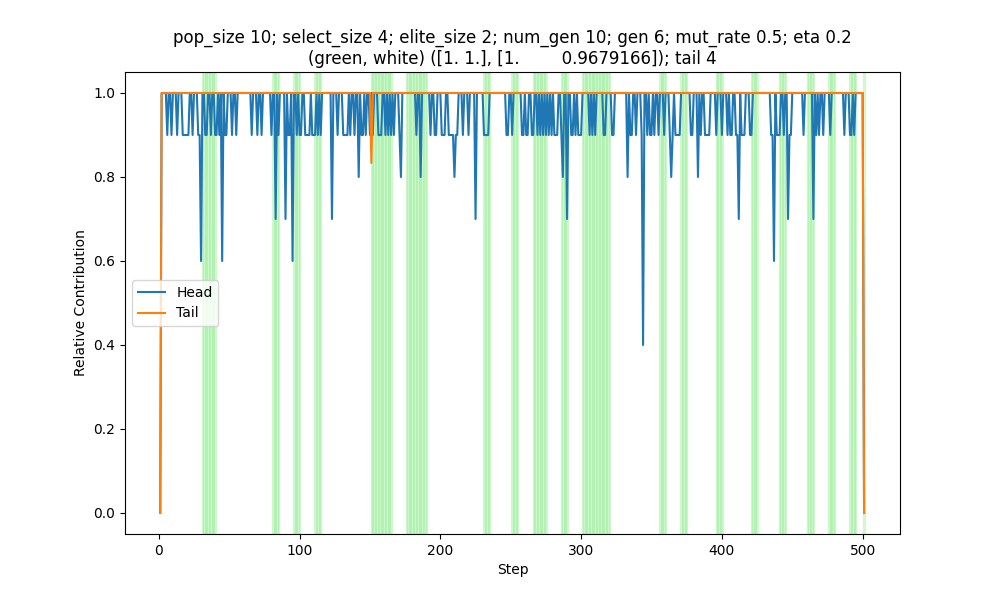 pop_size 10; select_size 4; elite_size 2; num_gen 10; gen 6; mut_rate 0.5; eta 0.2
(green, white) ([1. 1.], [1.        0.9679166]); tail 4
1.0
0.8
0.6
0.4
0.2
0.0
Relative Contribution
Head
Tail
0
100
200
300
400
500
Step